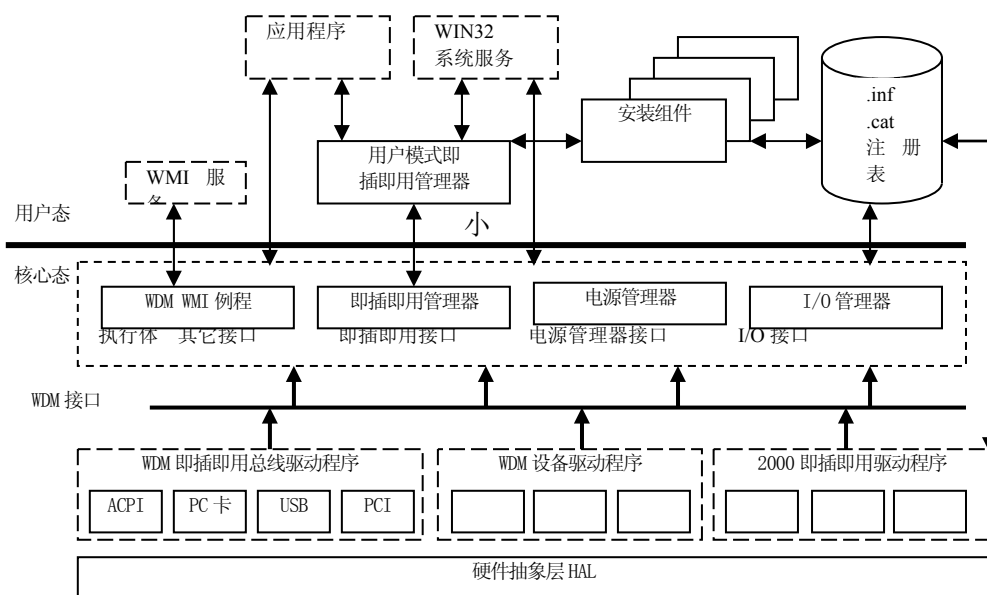 应用程序
WIN32
系统服务
安装组件
.inf
.cat
注 册
表
用户模式即
插即用管理器
WMI 服
用户态
小
核心态
WDM WMI 例程
即插即用管理器
电源管理器
I/O 管理器
执行体 其它接口
即插即用接口
电源管理器接口
I/O 接口
WDM 接口
WDM 即插即用总线驱动程序
WDM 设备驱动程序
2000 即插即用驱动程序
ACPI
PC 卡
USB
PCI
硬件抽象层 HAL